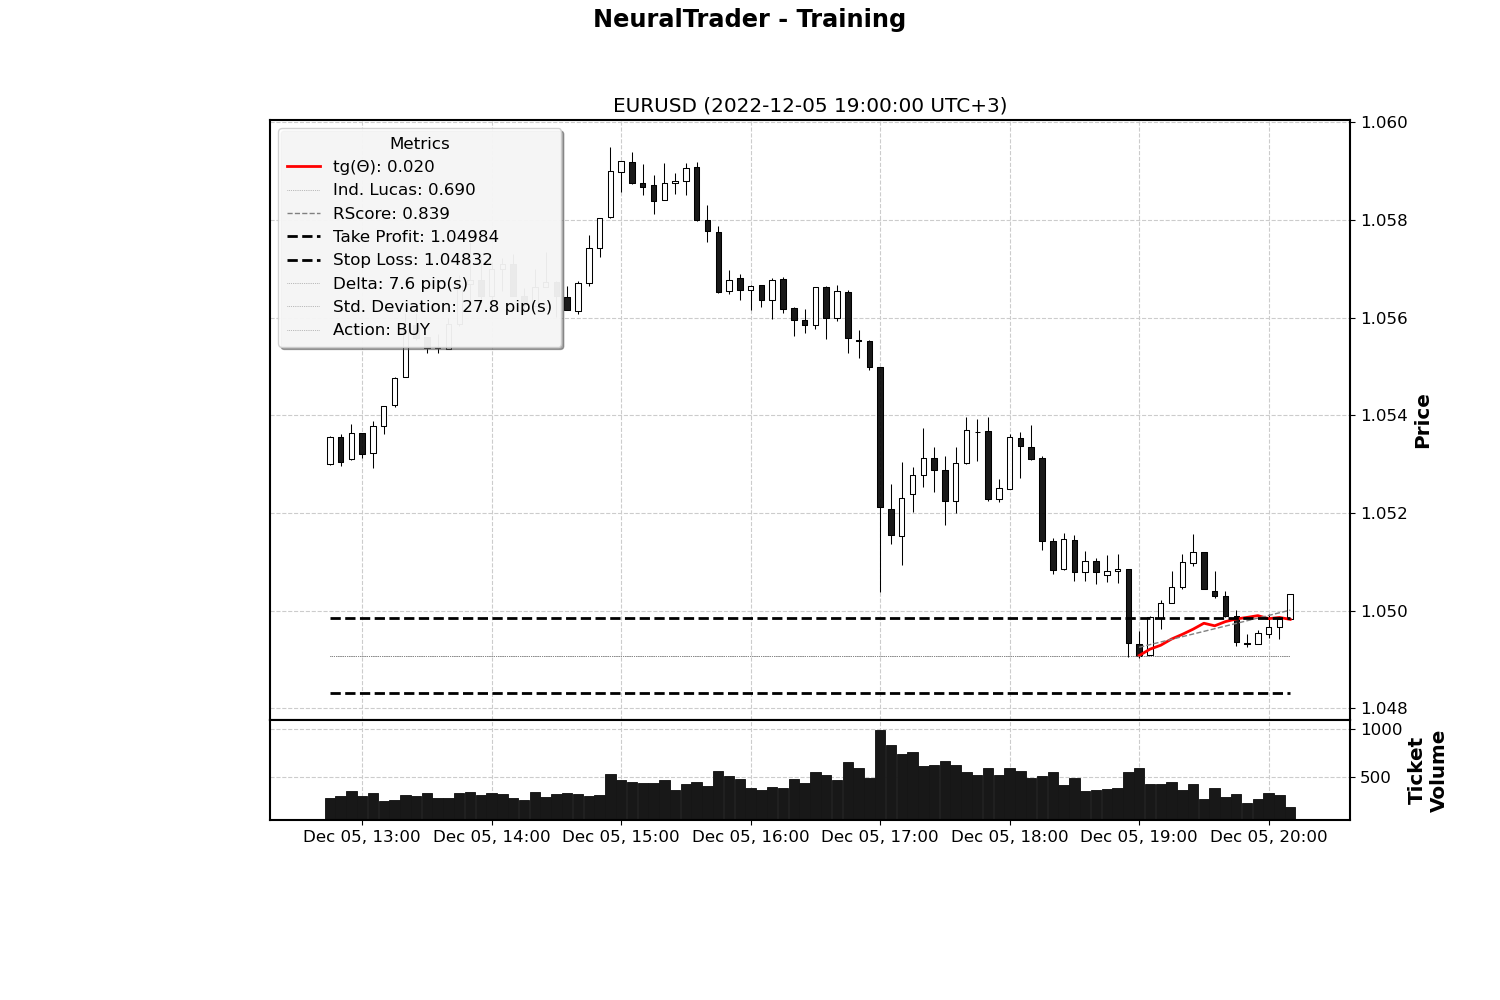 NeuralTrader - Training
EURUSD (2022-12-05 19:00:00 UTC+3)
Metrics
tg(Θ): 0.020
Ind. Lucas: 0.690
RScore: 0.839
Take Profit: 1.04984
Stop Loss: 1.04832
Delta: 7.6 pip(s)
Std. Deviation: 27.8 pip(s)
Action: BUY
1.060
1.058
1.056
1.054
1.052
1.050
1.048
Price
1000
500
Ticket
Volume
Dec 05, 13:00 Dec 05, 14:00 Dec 05, 15:00 Dec 05, 16:00 Dec 05, 17:00 Dec 05, 18:00 Dec 05, 19:00 Dec 05, 20:00